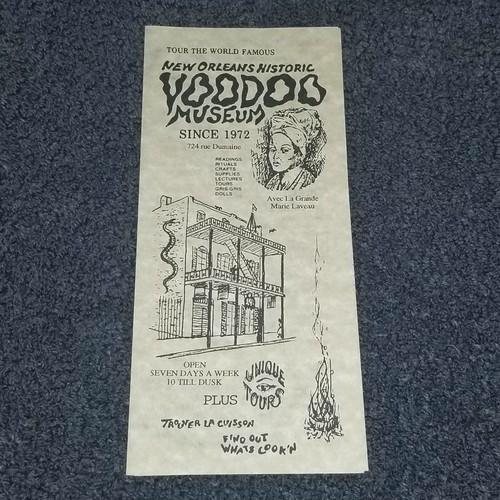 TOUR THE WORLD FAMOUS
NEW ORLEANS HISTORIC
VOODOO
MUSEUM
SINCE 1972
724 rue Dumaine
READINGS
RITUALS
CRAFTS
SUPPLIES
LECTURES
TOURS
GRIS-GRIS
DOLLS
Avec La Grande
Marie Laveau
OPEN
SEVEN DAYS A WEEK
10 TILL DUSK
PLUS
UNIQUE
TOURS
LA CUISSON
FIND OUT
WHATS COOK'N